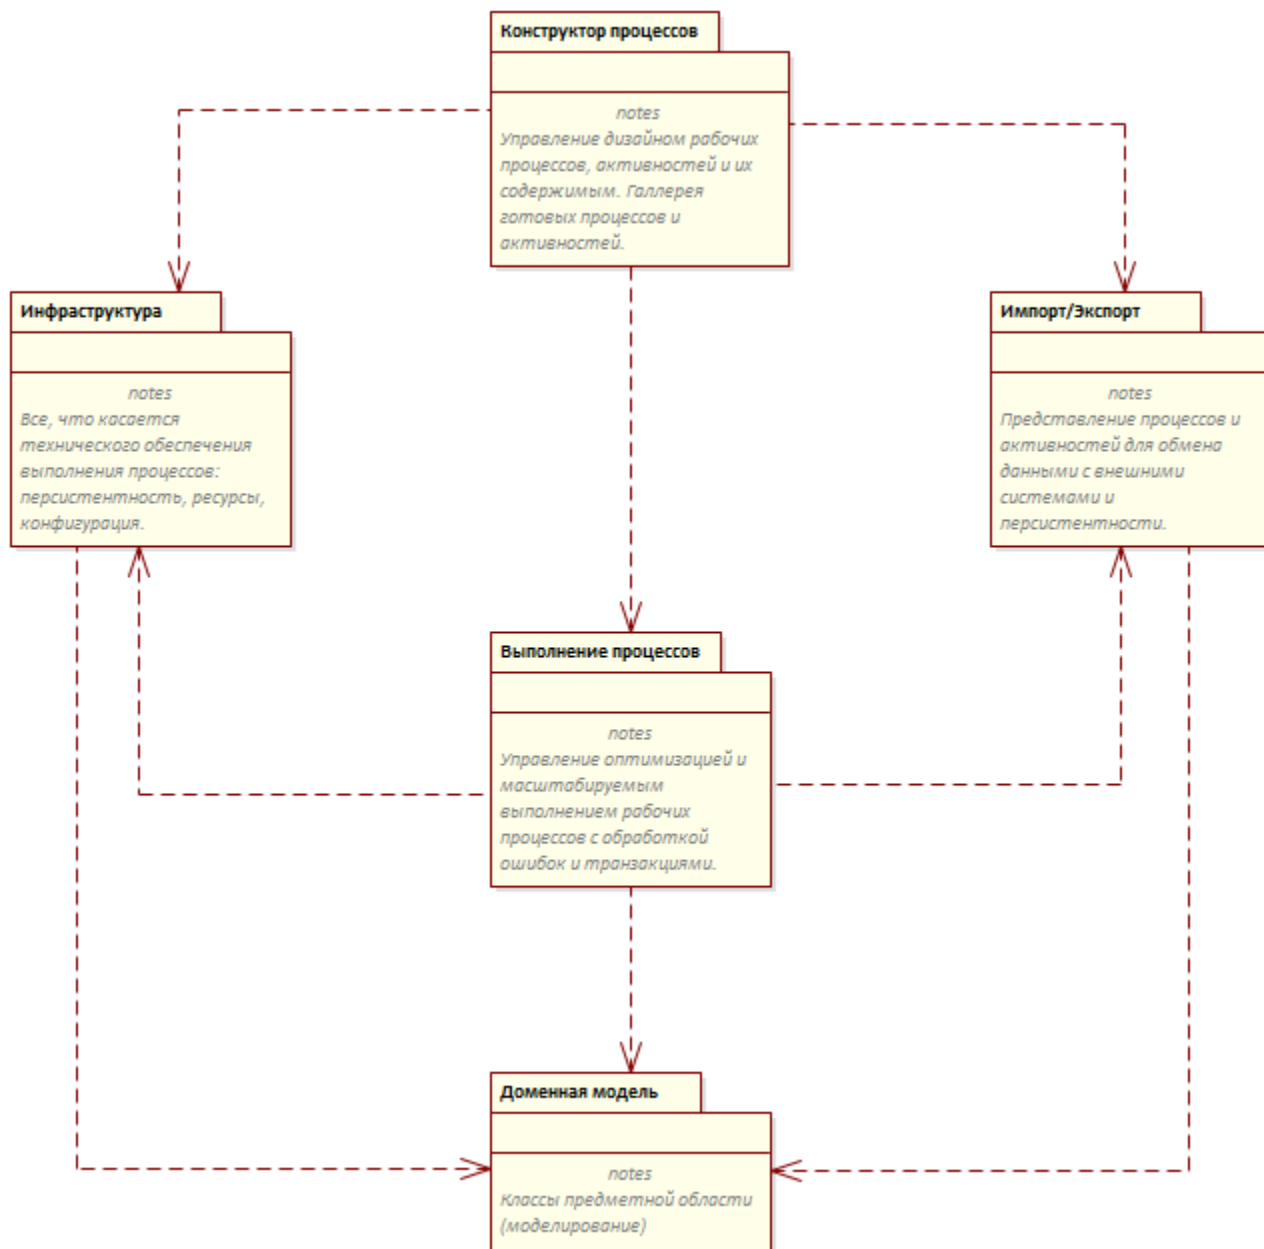 Конструктор процессов
notes
Управление дизайном рабочих
процессов, активностей и их
содержимым. Галлерея
готовых процессов и
активностей.
Инфраструктура
notes
Все, что касается
технического обеспечения
выполнения процессов:
персистентность, ресурсы,
конфигурация.
Импорт/Экспорт
notes
Представление процессов и
активностей для обмена
данными с внешними
системами и
персистентности.
Выполнение процессов
notes
Управление оптимизацией и
масштабируемым
выполнением рабочих
процессов с обработкой
ошибок и транзакциями.
Доменная модель
notes
Классы предметной области
(моделирование)